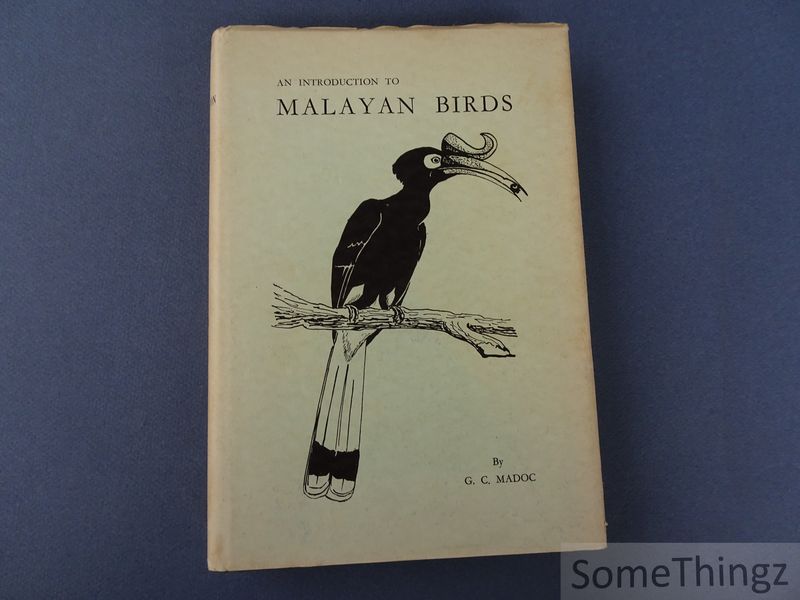 AN INTRODUCTION TO
MALAYAN BIRDS
By
G. C. MADOC
SomeThingz